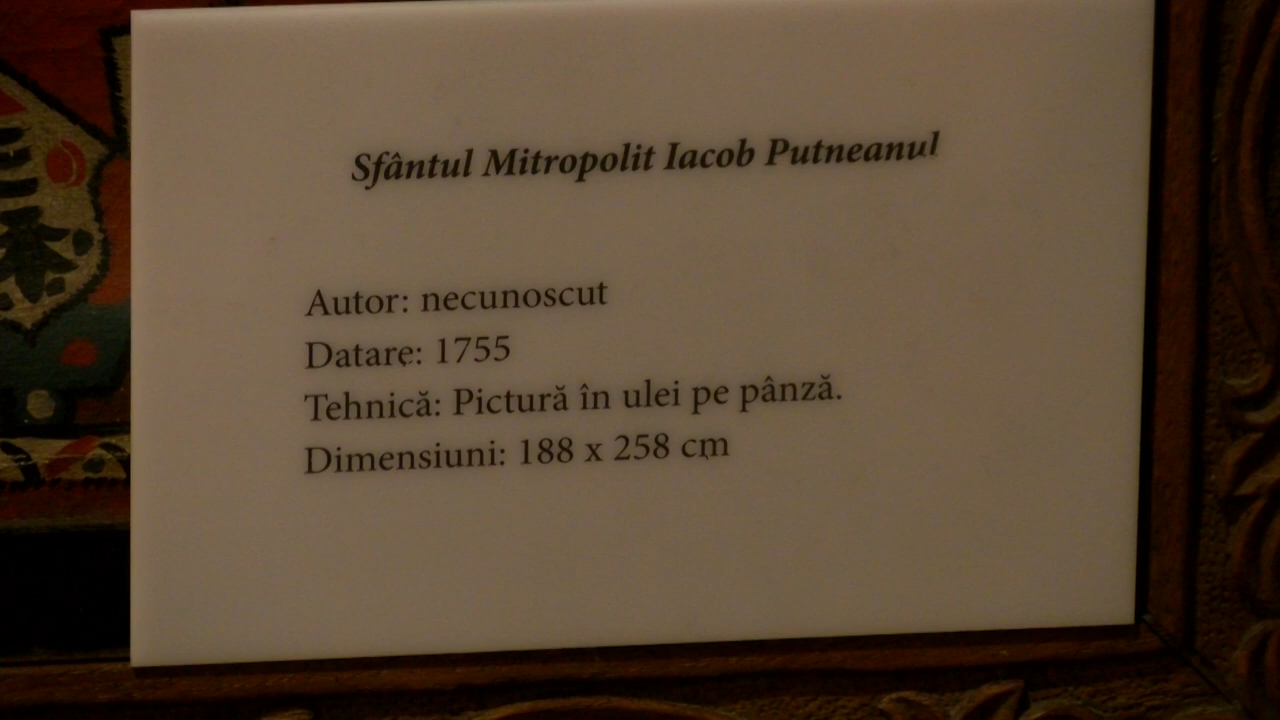 Sfântul Mitropolit Iacob Putneanul
Autor: necunoscut
Datare: 1755
Tehnică: Pictură în ulei pe pânză.
Dimensiuni: 188 x 258 cm